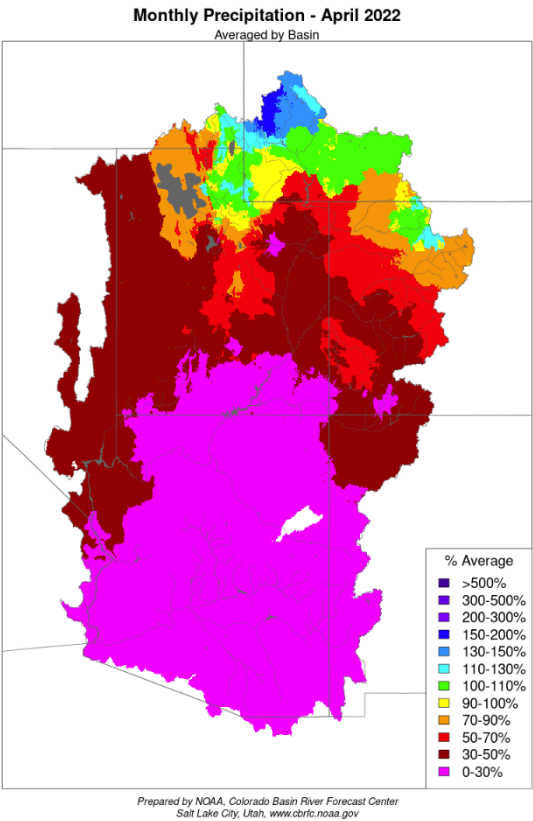 Monthly Precipitation - April 2022
Averaged by Basin
% Average
>500%
300-500%
200-300%
150-200%
130-150%
110-130%
100-110%
90-100%
70-90%
50-70%
30-50%
0-30%
Prepared by NOAA, Colorado Basin River Forecast Center
Salt Lake City, Utah, www.cbrfc.noaa.gov